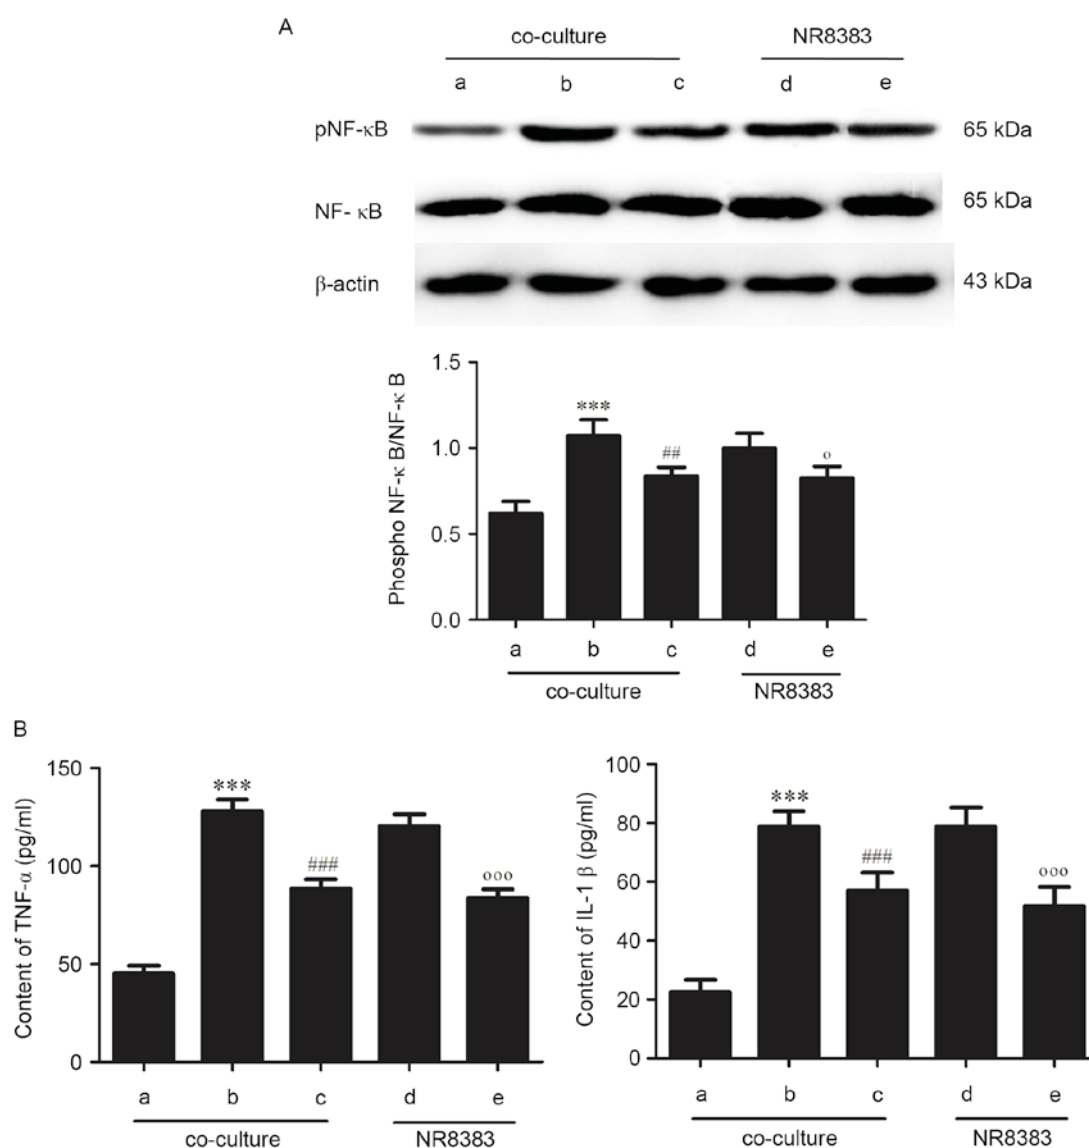 A
co-culture NR8383
a b c d e
pNF-κB 65 kDa
NF- κB 65 kDa
β-actin 43 kDa
Phospho NF-κ B/NF-κ B
1.5
1.0
0.5
0.0
*** ## o
a b c d e
co-culture NR8383
B
Content of TNF-α (pg/ml)
150
100
50
0
*** ### ooo
a b c d e
co-culture NR8383
Content of IL-1 β (pg/ml)
100
80
60
40
20
0
*** ### ooo
a b c d e
co-culture NR8383